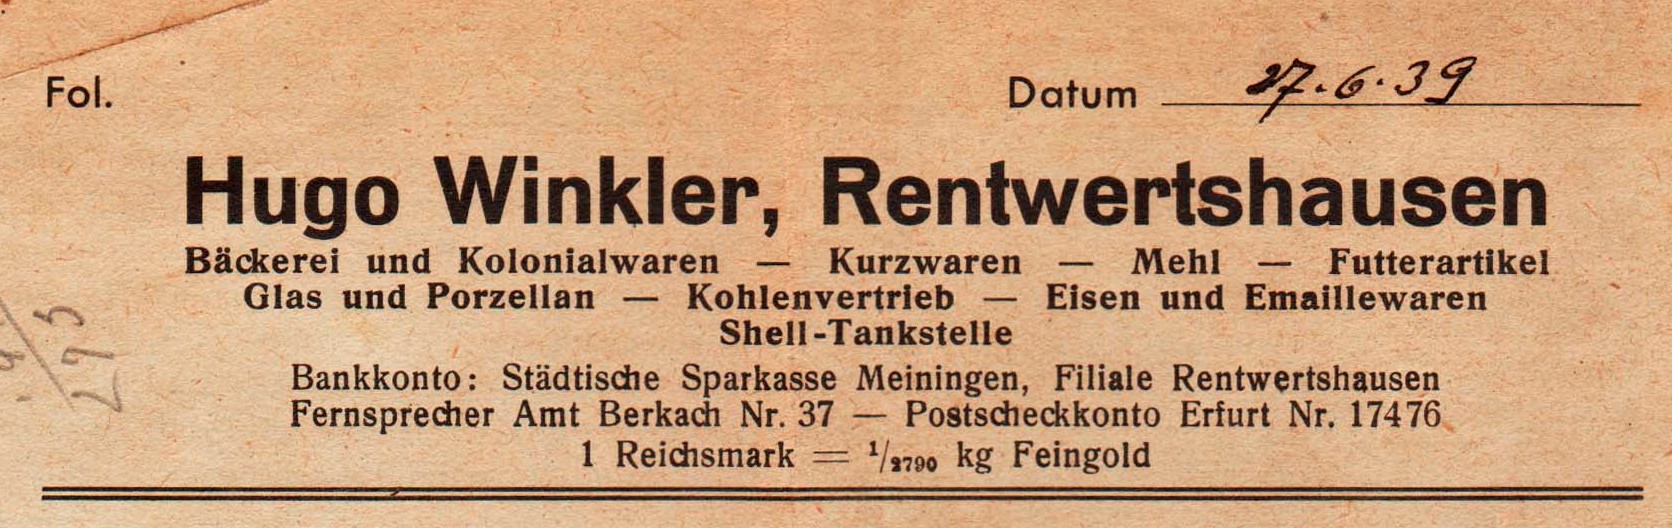 Fol.
Datum 27.6.39
Hugo Winkler, Rentwertshausen
Bäckerei und Kolonialwaren — Kurzwaren — Mehl — Futterartikel
Glas und Porzellan — Kohlenvertrieb — Eisen und Emaillewaren
Shell-Tankstelle
Bankkonto: Städtische Sparkasse Meiningen, Filiale Rentwertshausen
Fernsprecher Amt Berkach Nr. 37 — Postscheckkonto Erfurt Nr. 17476
1 Reichsmark = 1/2790 kg Feingold